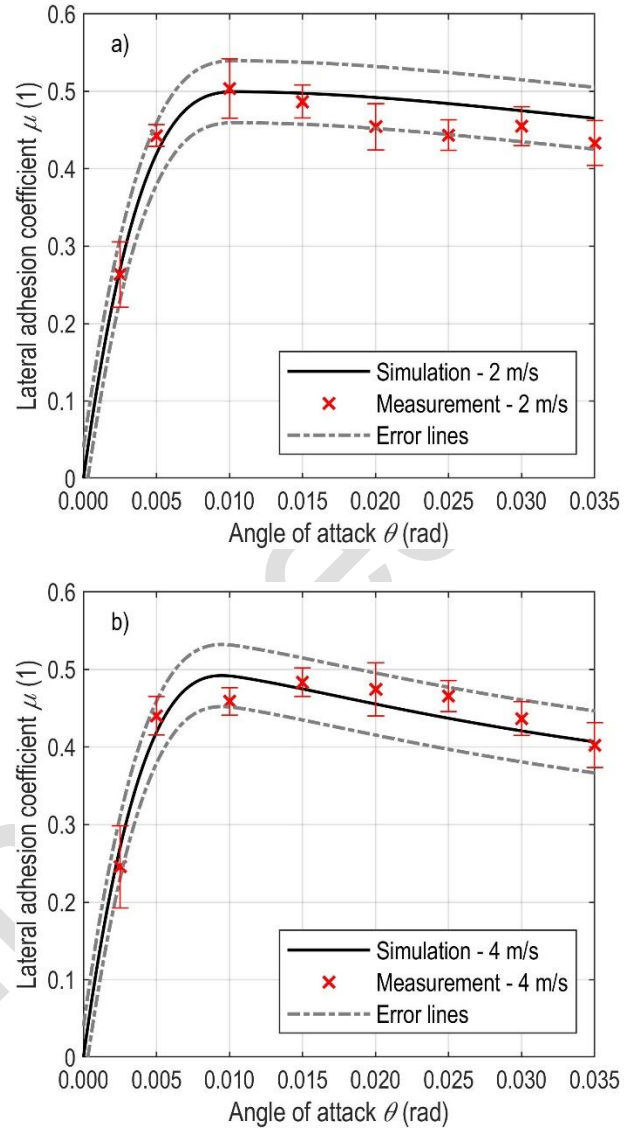 a)
Lateral adhesion coefficient μ (1)
0.6
0.5
0.4
0.3
0.2
0.1
0
Simulation - 2 m/s
Measurement - 2 m/s
Error lines
0.000 0.005 0.010 0.015 0.020 0.025 0.030 0.035
Angle of attack θ (rad)
b)
Lateral adhesion coefficient μ (1)
0.6
0.5
0.4
0.3
0.2
0.1
0
Simulation - 4 m/s
Measurement - 4 m/s
Error lines
0.000 0.005 0.010 0.015 0.020 0.025 0.030 0.035
Angle of attack θ (rad)